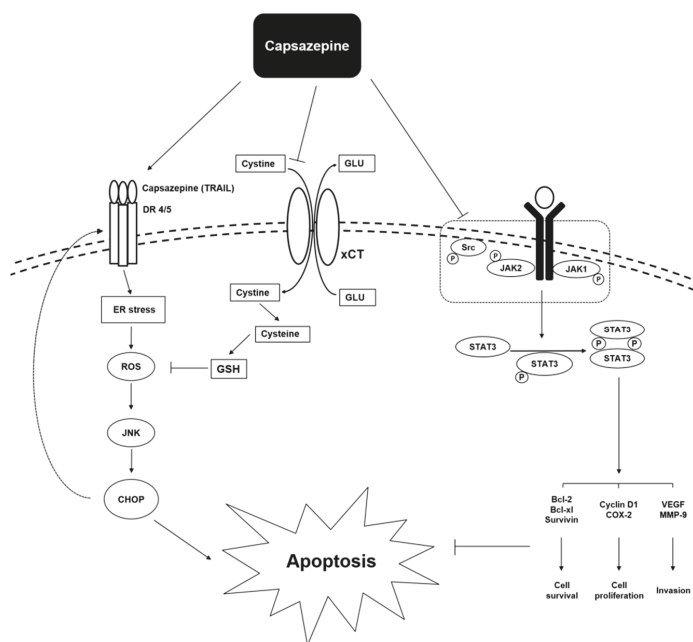 Capsazepine
Cystine
GLU
Capsazepine (TRAIL)
DR 4/5
xCT
Src
P
P
JAK2
JAK1
P
Cystine
GLU
ER stress
Cysteine
STAT3
P
P
STAT3
STAT3
STAT3
P
ROS
GSH
JNK
CHOP
Bcl-2
Bcl-xl
Survivin
Cyclin D1
COX-2
VEGF
MMP-9
Apoptosis
Cell
survival
Cell
proliferation
Invasion